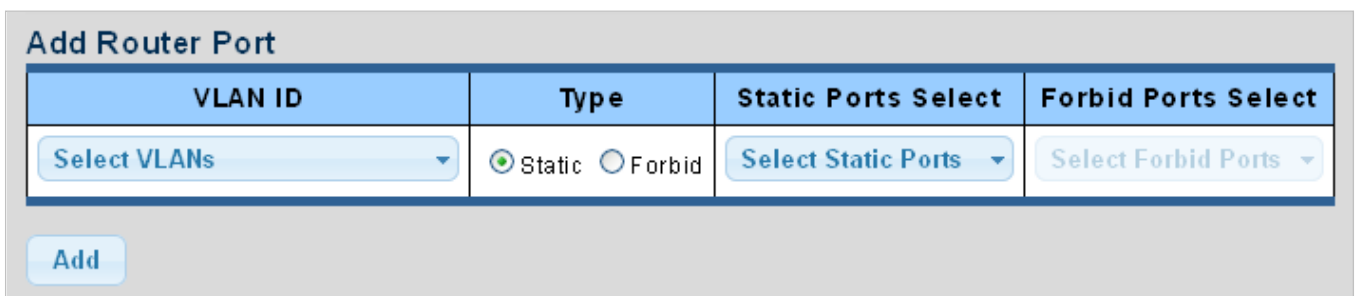 Add Router Port
VLAN ID Type Static Ports Select Forbid Ports Select
Select VLANs Static Forbid Select Static Ports Select Forbid Ports
Add